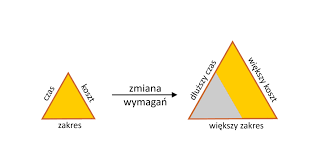 czas
koszt
zakres
zmiana
wymagań
dłuższy czas
większy koszt
większy zakres